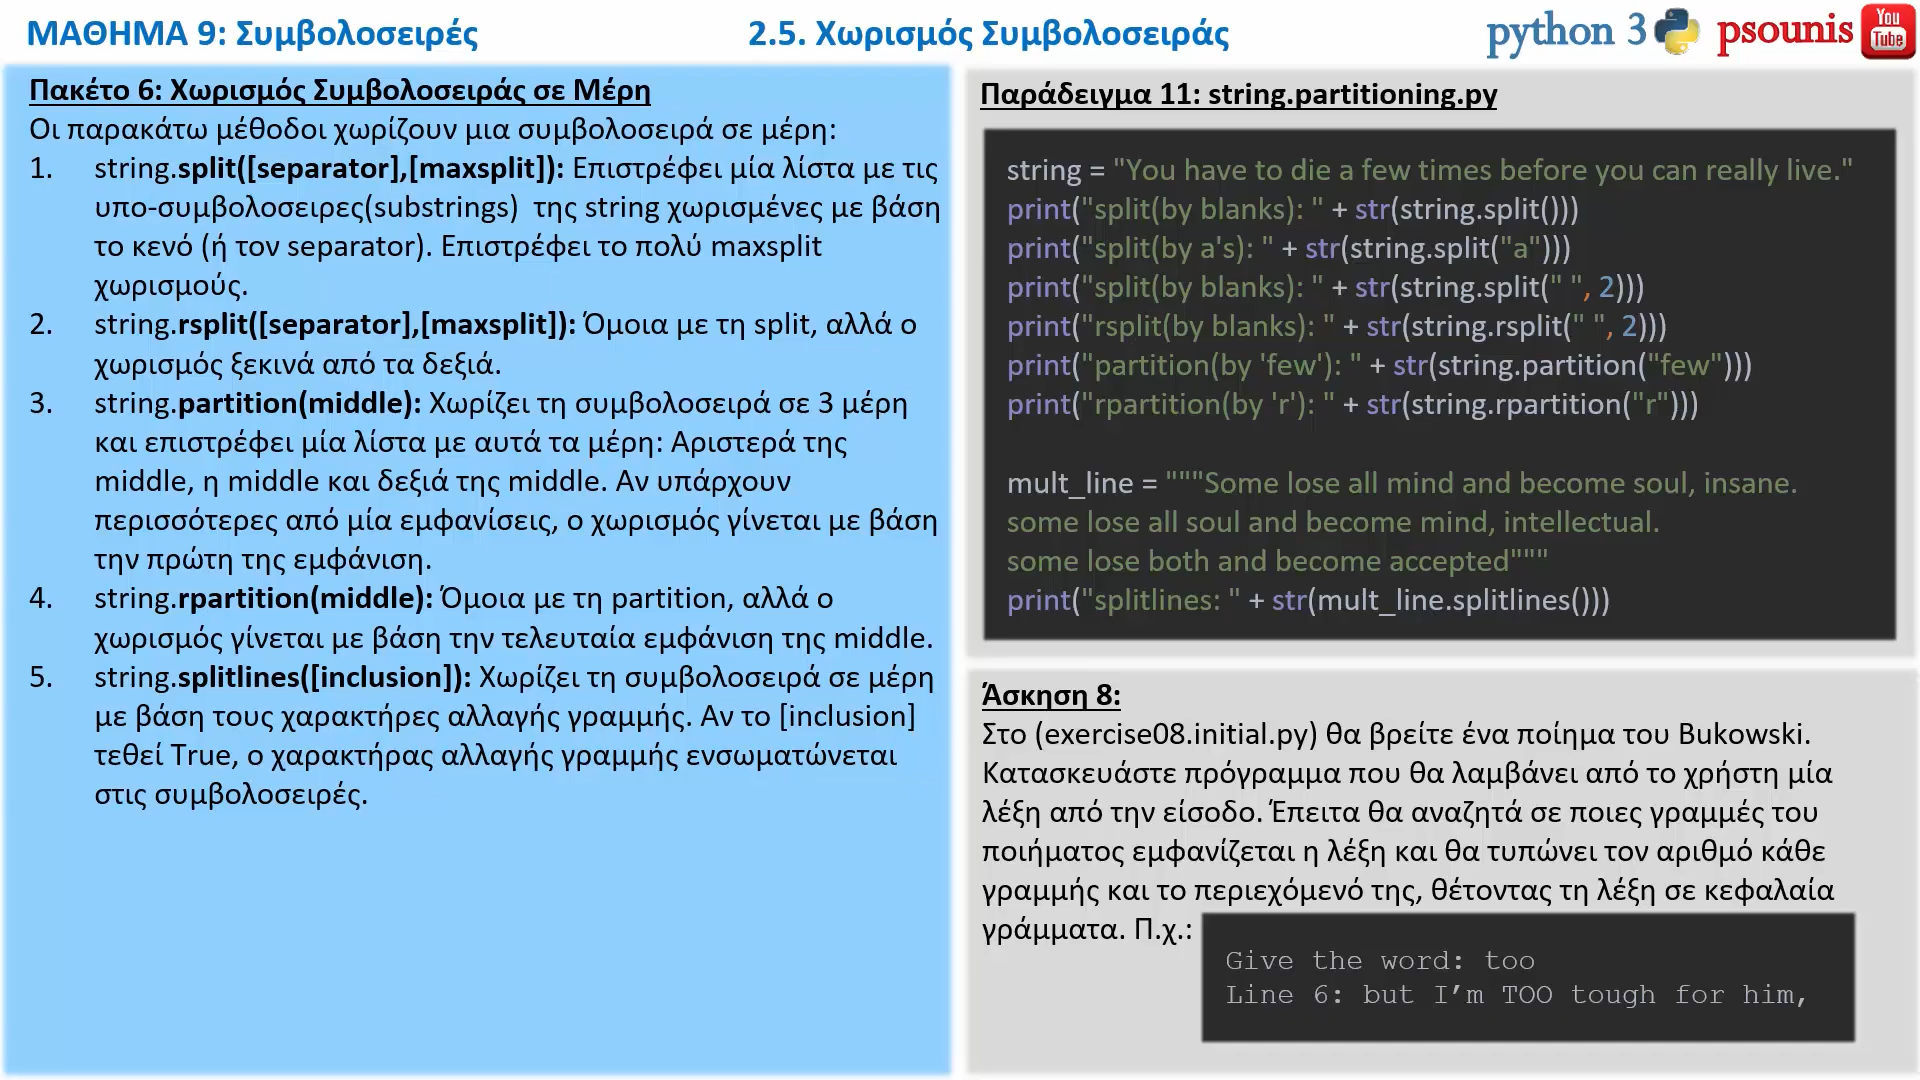 ΜΑΘΗΜΑ 9: Συμβολοσειρές
2.5. Χωρισμός Συμβολοσειράς
python 3
psounis
You
Tube
Πακέτο 6: Χωρισμός Συμβολοσειράς σε Μέρη
Οι παρακάτω μέθοδοι χωρίζουν μια συμβολοσειρά σε μέρη:
1. string.split([separator],[maxsplit]): Επιστρέφει μία λίστα με τις
υπο-συμβολοσειρες(substrings) της string χωρισμένες με βάση
το κενό (ή τον separator). Επιστρέφει το πολύ maxsplit
χωρισμούς.
2. string.rsplit([separator],[maxsplit]): Όμοια με τη split, αλλά ο
χωρισμός ξεκινά από τα δεξιά.
3. string.partition(middle): Χωρίζει τη συμβολοσειρά σε 3 μέρη
και επιστρέφει μία λίστα με αυτά τα μέρη: Αριστερά της
middle, η middle και δεξιά της middle. Αν υπάρχουν
περισσότερες από μία εμφανίσεις, ο χωρισμός γίνεται με βάση
την πρώτη της εμφάνιση.
4. string.rpartition(middle): Όμοια με τη partition, αλλά ο
χωρισμός γίνεται με βάση την τελευταία εμφάνιση της middle.
5. string.splitlines([inclusion]): Χωρίζει τη συμβολοσειρά σε μέρη
με βάση τους χαρακτήρες αλλαγής γραμμής. Αν το [inclusion]
τεθεί True, ο χαρακτήρας αλλαγής γραμμής ενσωματώνεται
στις συμβολοσειρές.
Παράδειγμα 11: string.partitioning.py
string = "You have to die a few times before you can really live."
print("split(by blanks): " + str(string.split()))
print("split(by a's): " + str(string.split("a")))
print("split(by blanks): " + str(string.split(" ", 2)))
print("rsplit(by blanks): " + str(string.rsplit(" ", 2)))
print("partition(by 'few'): " + str(string.partition("few")))
print("rpartition(by 'r'): " + str(string.rpartition("r")))
mult_line = """Some lose all mind and become soul, insane.
some lose all soul and become mind, intellectual.
some lose both and become accepted"""
print("splitlines: " + str(mult_line.splitlines()))
Άσκηση 8:
Στο (exercise08.initial.py) θα βρείτε ένα ποίημα του Bukowski.
Κατασκευάστε πρόγραμμα που θα λαμβάνει από το χρήστη μία
λέξη από την είσοδο. Έπειτα θα αναζητά σε ποιες γραμμές του
ποιήματος εμφανίζεται η λέξη και θα τυπώνει τον αριθμό κάθε
γραμμής και το περιεχόμενό της, θέτοντας τη λέξη σε κεφαλαία
γράμματα. Π.χ.:
Give the word: too
Line 6: but I’m TOO tough for him,